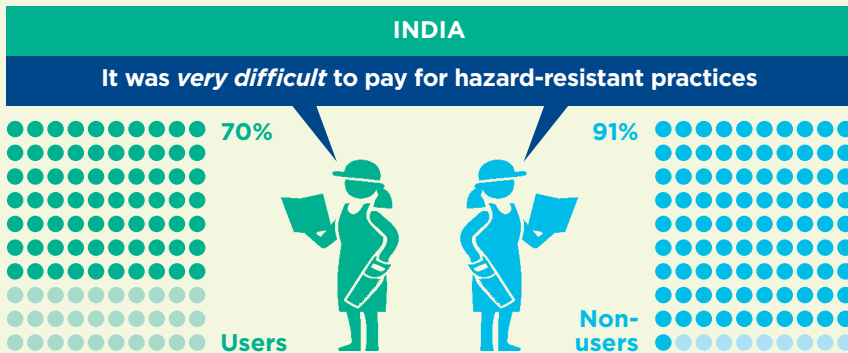 INDIA
It was very difficult to pay for hazard-resistant practices
70%
91%
Users
Non-
users